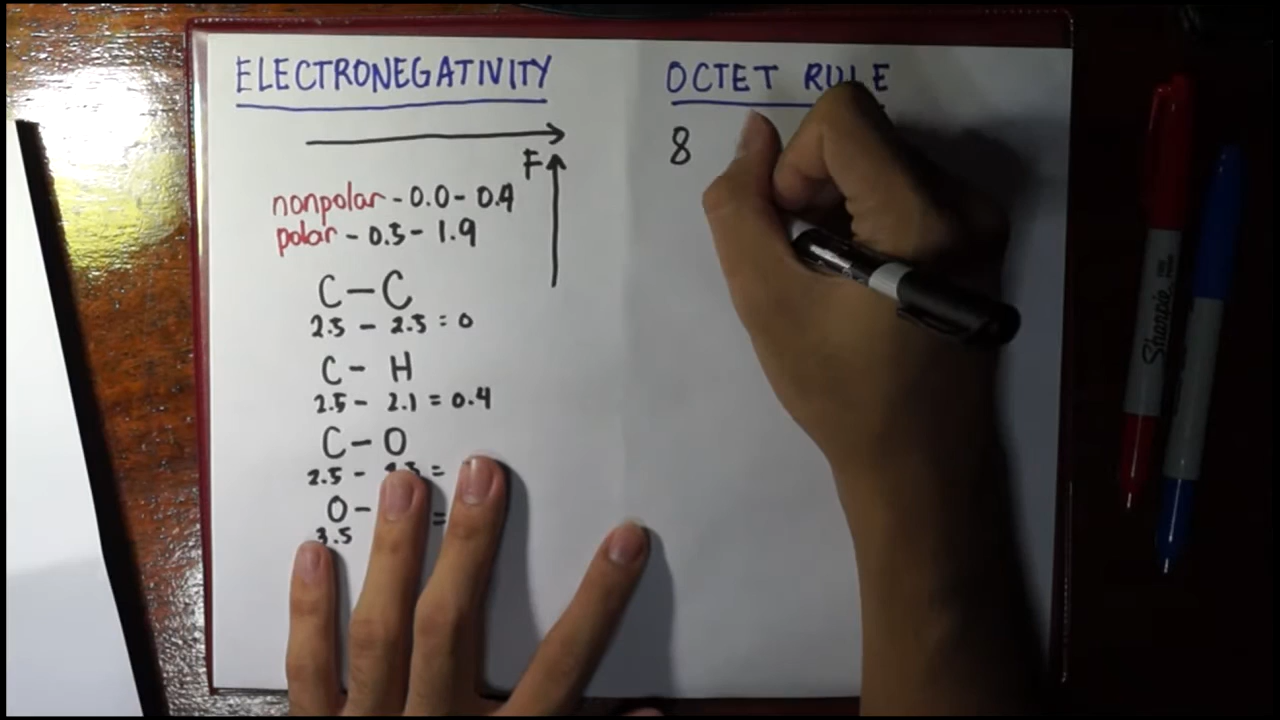 ELECTRONEGATIVITY
F
nonpolar - 0.0 - 0.4
polar - 0.5 - 1.9
C - C
2.5 - 2.5 = 0
C - H
2.5 - 2.1 = 0.4
C - O
2.5 - =
O -
3.5 =
OCTET RULE
8
Sharpie